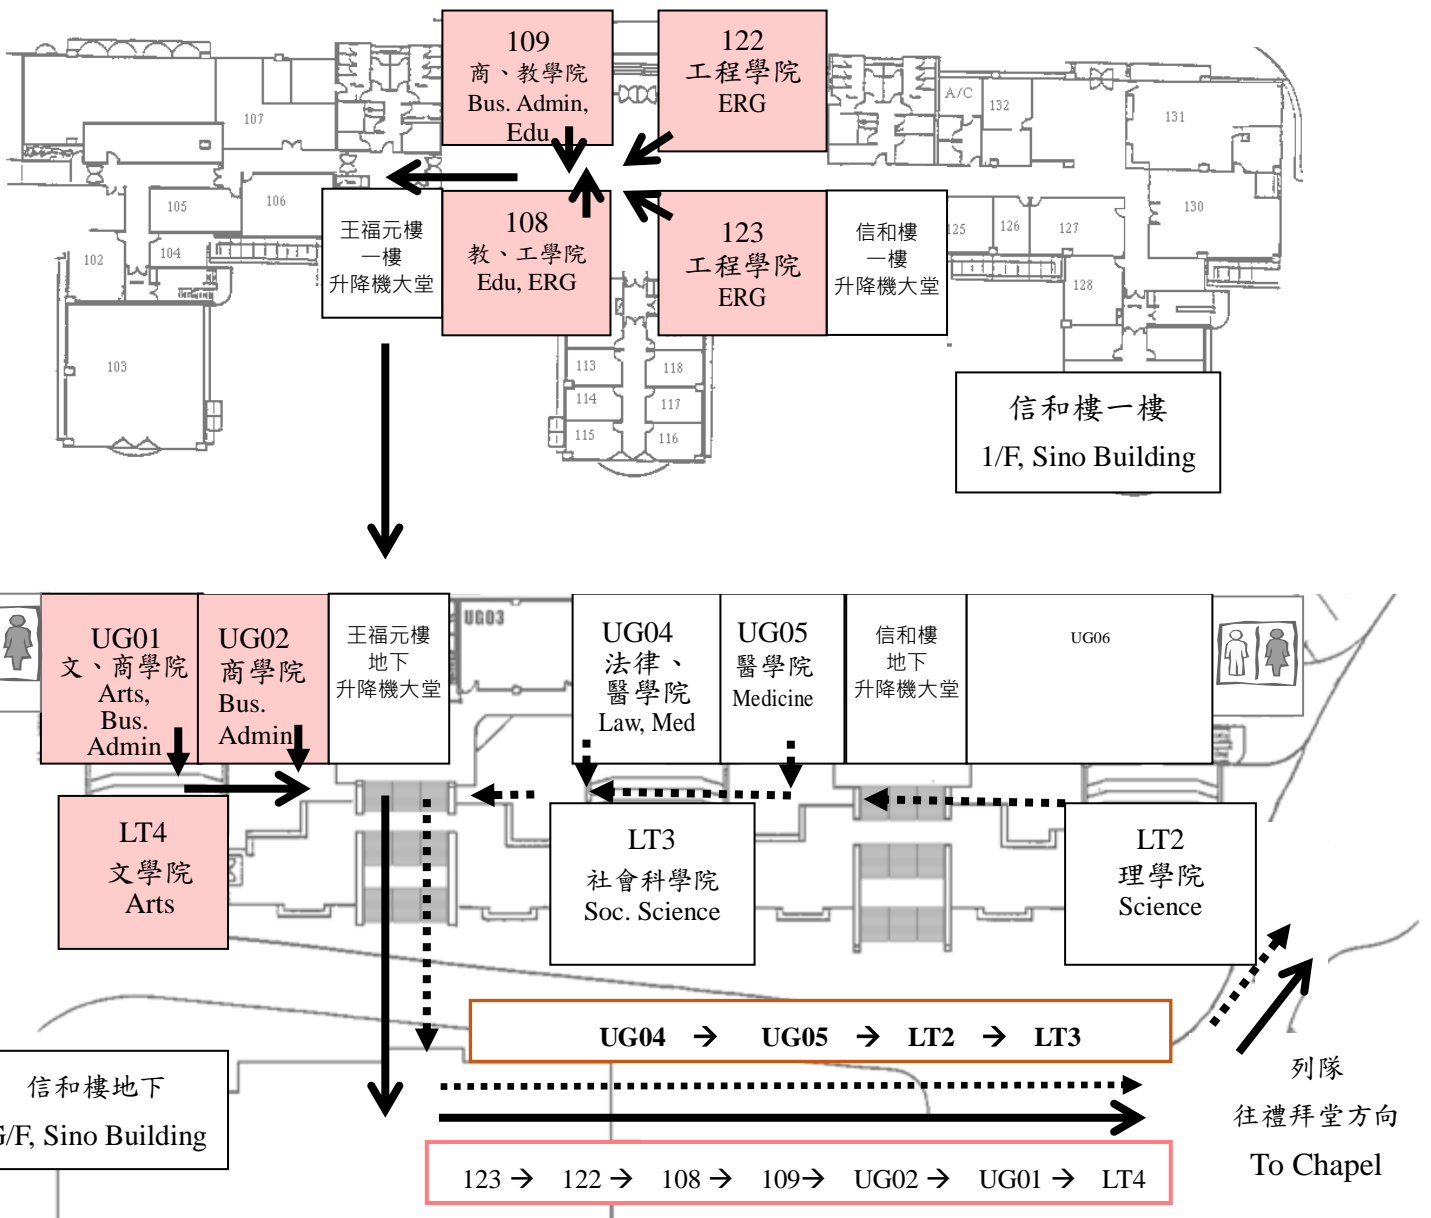 109
商、教學院
Bus. Admin,
Edu
122
工程學院
ERG
A/C
132
131
107
105
106
104
102
103
王福元樓
一樓
升降機大堂
108
教、工學院
Edu, ERG
123
工程學院
ERG
信和樓
一樓
升降機大堂
125
126
127
130
128
113
118
114
117
115
116
信和樓一樓
1/F, Sino Building
UG01
文、商學院
Arts,
Bus.
Admin
UG02
商學院
Bus.
Admin
王福元樓
地下
升降機大堂
UG03
UG04
法律、
醫學院
Law, Med
UG05
醫學院
Medicine
信和樓
地下
升降機大堂
UG06
LT4
文學院
Arts
LT3
社會科學院
Soc. Science
LT2
理學院
Science
UG04 → UG05 → LT2 → LT3
信和樓地下
G/F, Sino Building
列隊
往禮拜堂方向
To Chapel
123 → 122 → 108 → 109→ UG02 → UG01 → LT4